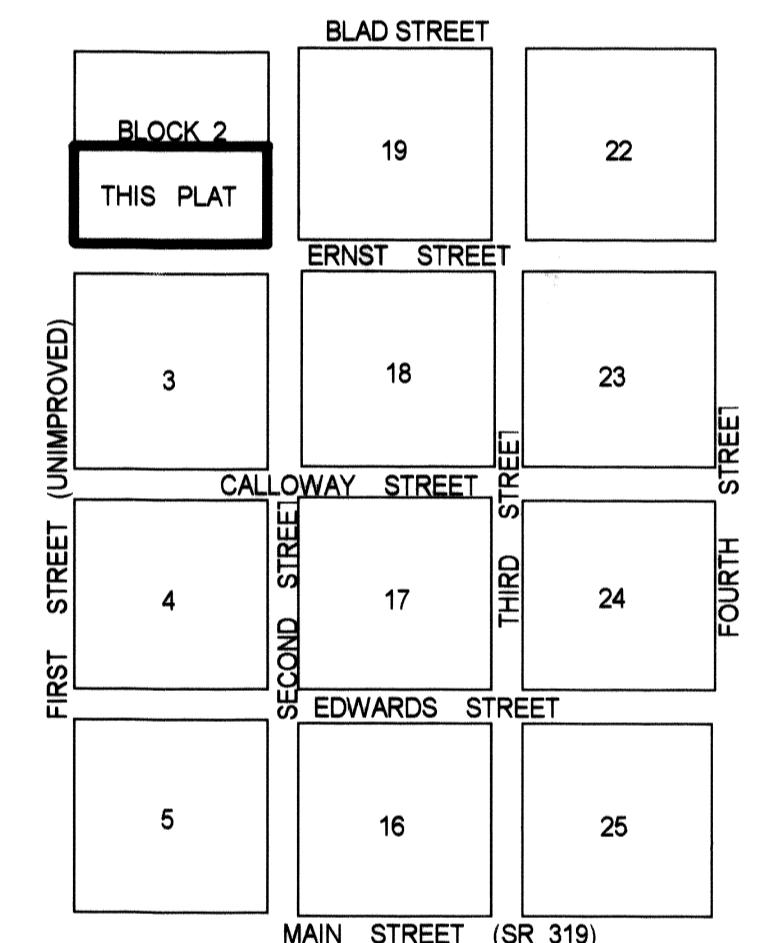 BLAD STREET
BLOCK 2
THIS PLAT
19
22
ERNST STREET
3
18
23
FIRST STREET (UNIMPROVED)
CALLOWAY STREET
SECOND STREET
THIRD STREET
FOURTH STREET
4
17
24
EDWARDS STREET
5
16
25
MAIN STREET (SR 319)